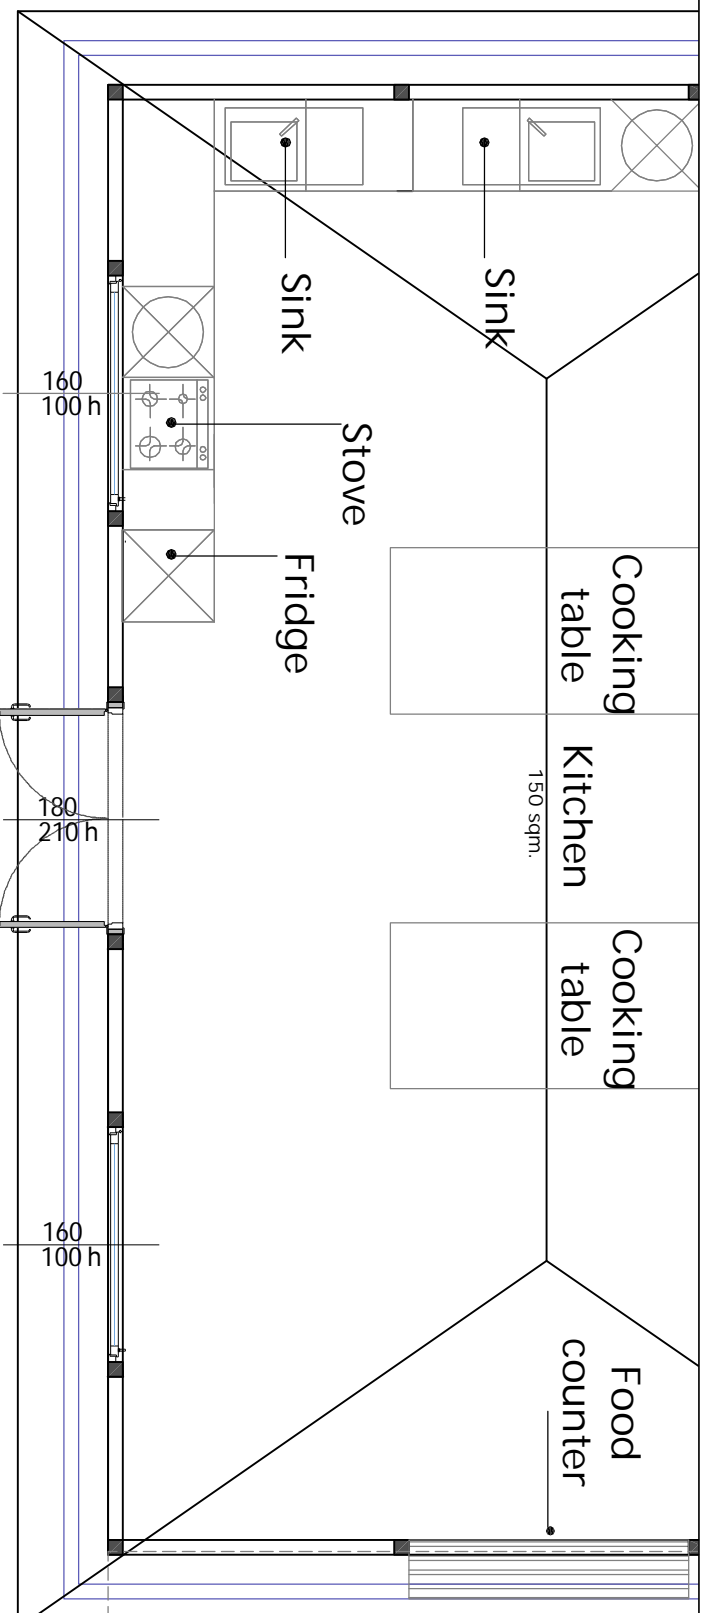 Sink
Sink
160
100 h
Stove
Fridge
Cooking
table
Kitchen
150 sqm.
180
210 h
Cooking
table
160
100 h
Food
counter